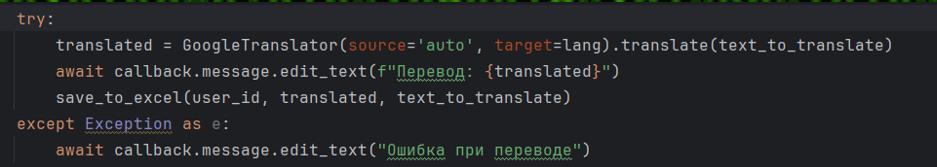 try:
    translated = GoogleTranslator(source='auto', target=lang).translate(text_to_translate)
    await callback.message.edit_text(f"Перевод: {translated}")
    save_to_excel(user_id, translated, text_to_translate)
except Exception as e:
    await callback.message.edit_text("Ошибка при переводе")